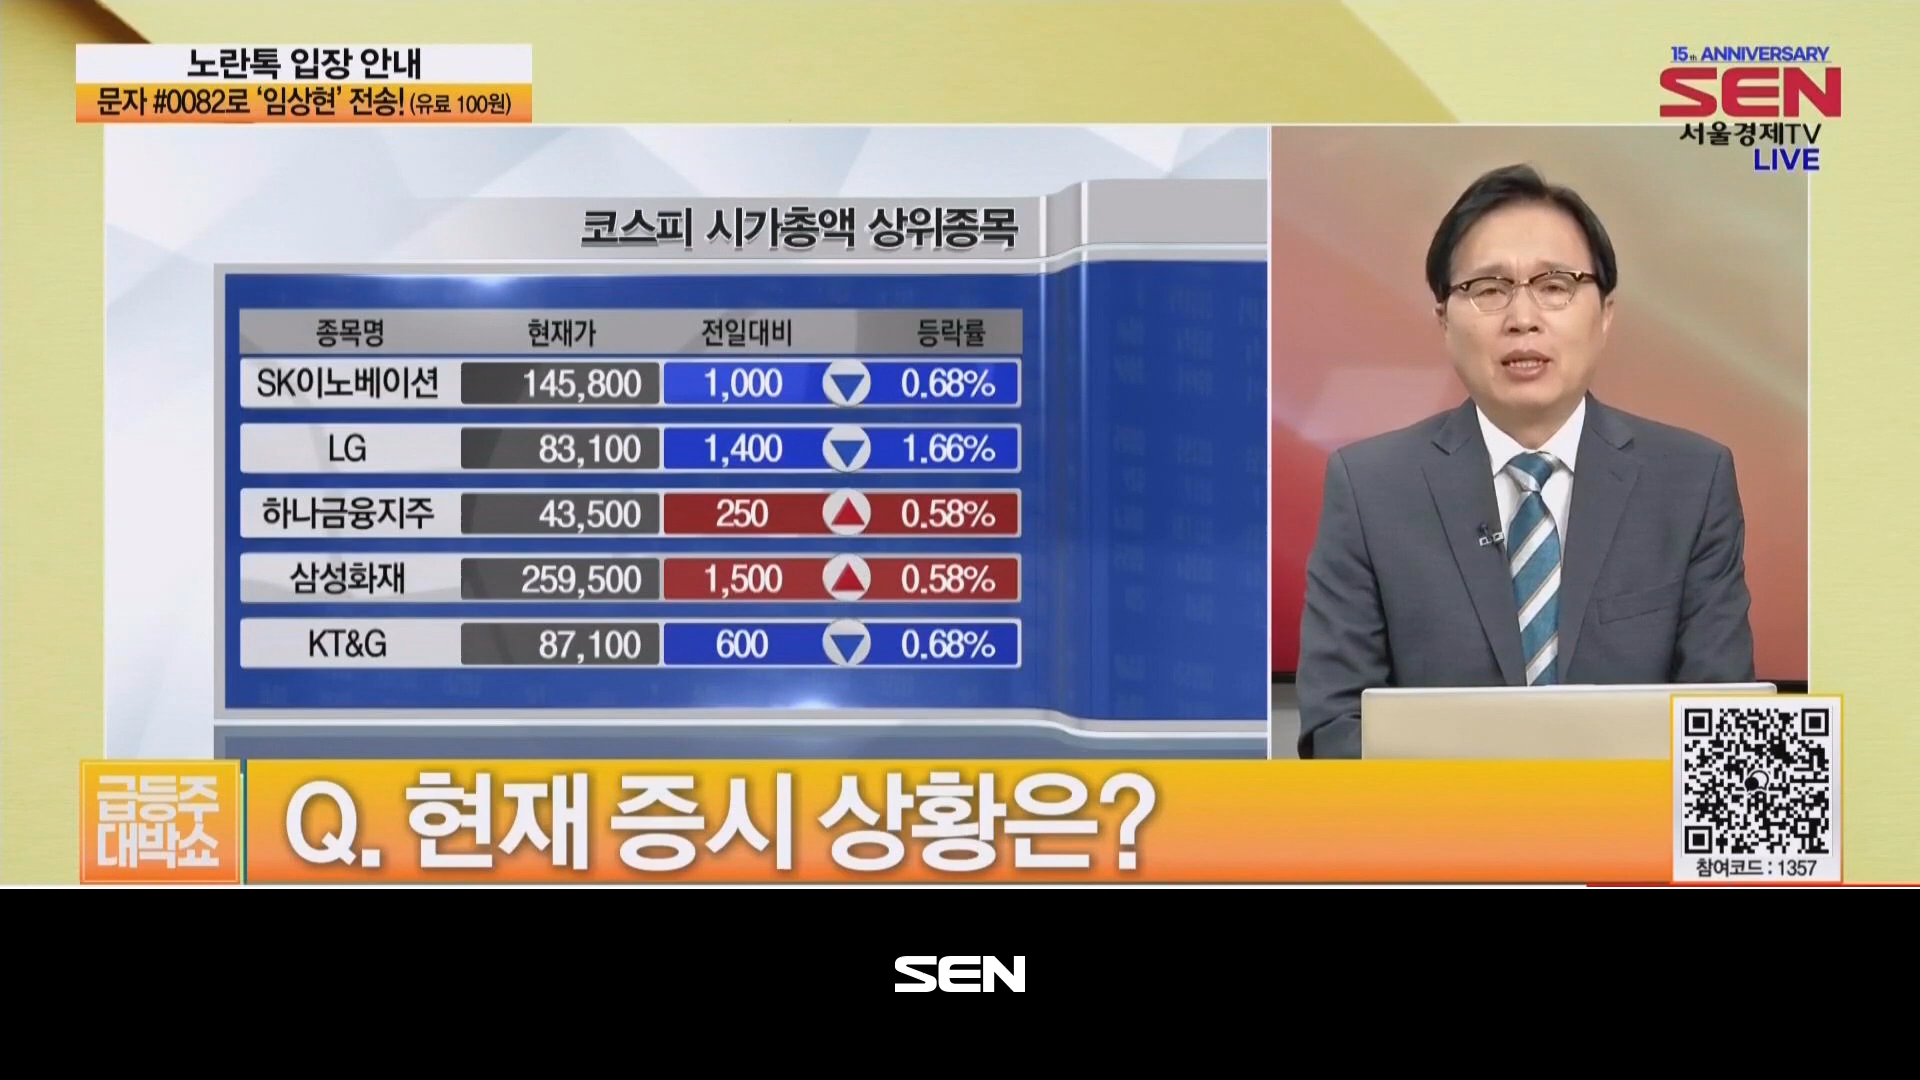 노란톡 입장 안내
문자 #0082로 ‘임상현’ 전송! (유료 100원)
15th ANNIVERSARY
SEN
서울경제TV
LIVE
코스피 시가총액 상위종목
종목명 현재가 전일대비 등락률
SK이노베이션 145,800 1,000 ▼ 0.68%
LG 83,100 1,400 ▼ 1.66%
하나금융지주 43,500 250 ▲ 0.58%
삼성화재 259,500 1,500 ▲ 0.58%
KT&G 87,100 600 ▼ 0.68%
급등주
대박쇼
Q. 현재 증시 상황은?
참여코드 : 1357
SEN